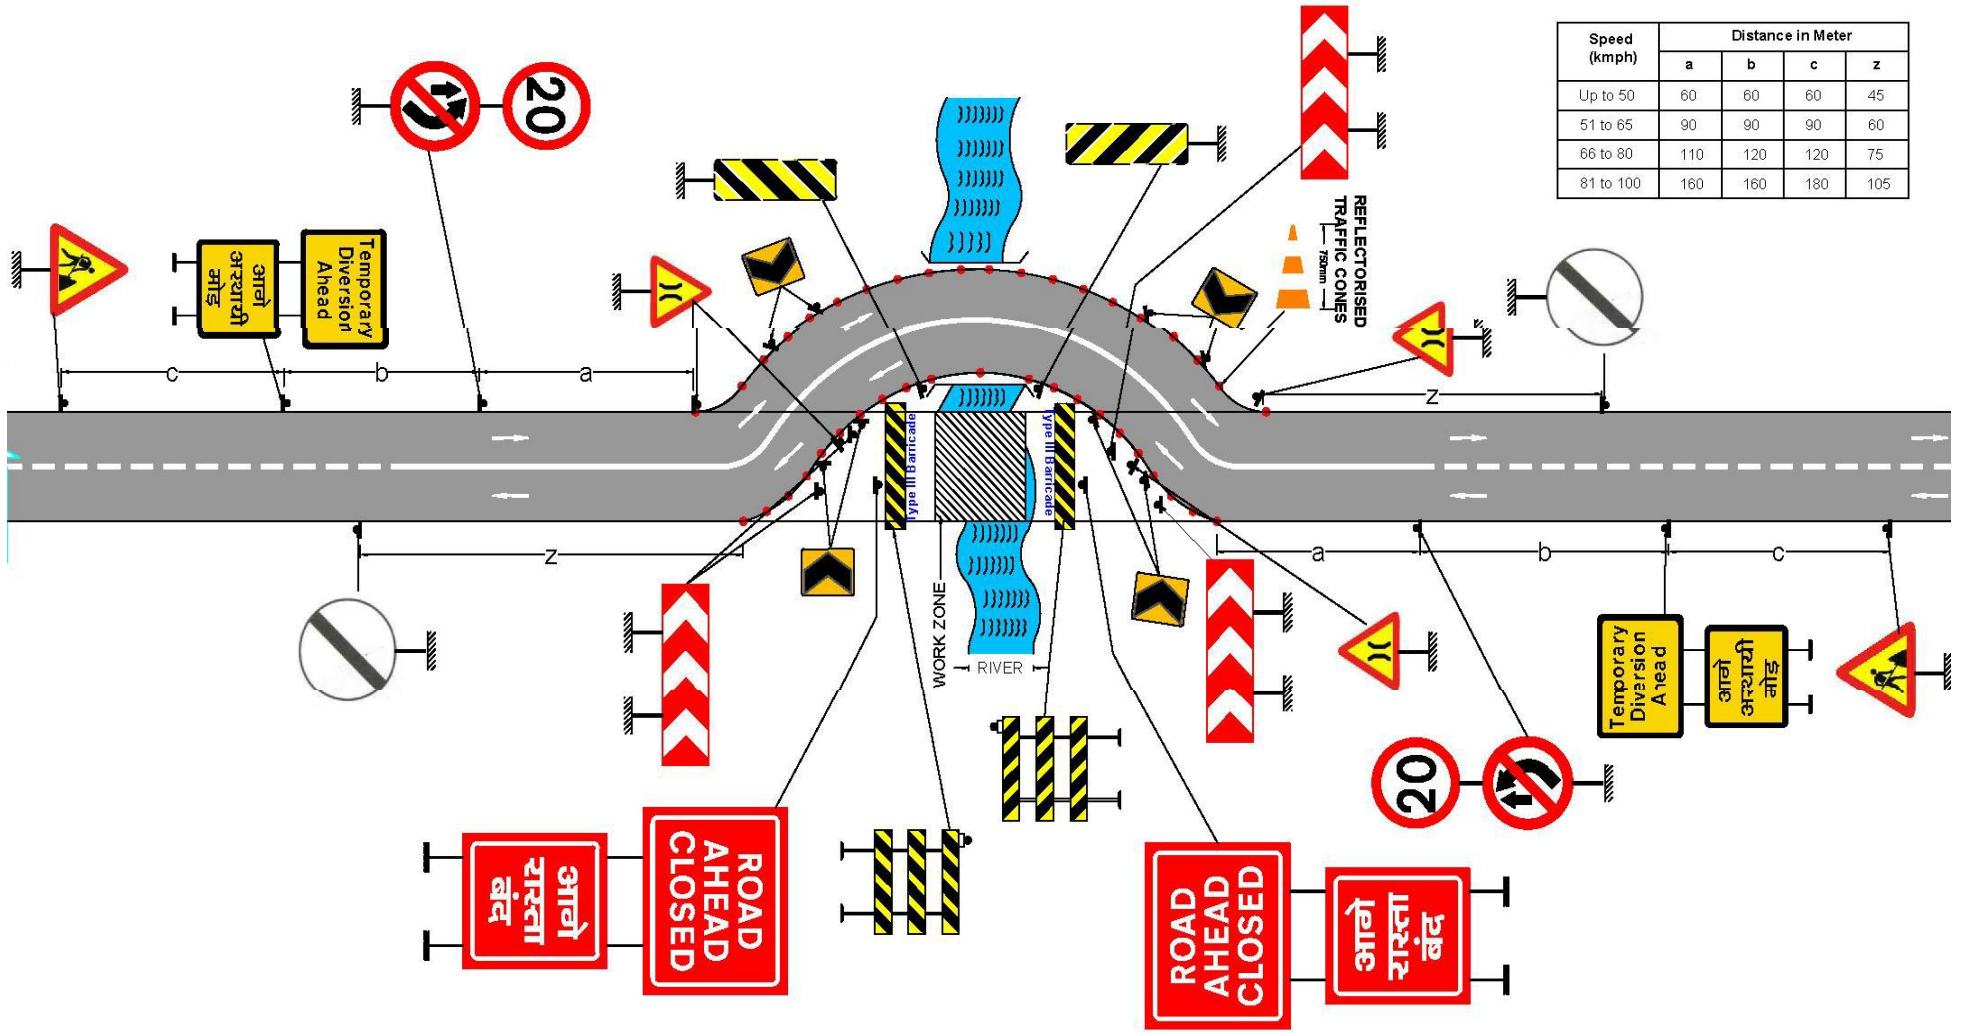 Speed (kmph) Distance in Meter
a b c z
Up to 50 60 60 60 45
51 to 65 90 90 90 60
66 to 80 110 120 120 75
81 to 100 160 160 180 105
20
Temporary
Diversion
Ahead
आगे
अस्थायी
मोड़
c
b
a
REFLECTORISED
TRAFFIC CONES
750mm
z
Type III Barricade
Type III Barricade
z
a
b
c
WORK ZONE
RIVER
Temporary
Diversion
Ahead
आगे
अस्थायी
मोड़
20
ROAD
AHEAD
CLOSED
आगे
रास्ता
बंद
ROAD
AHEAD
CLOSED
आगे
रास्ता
बंद